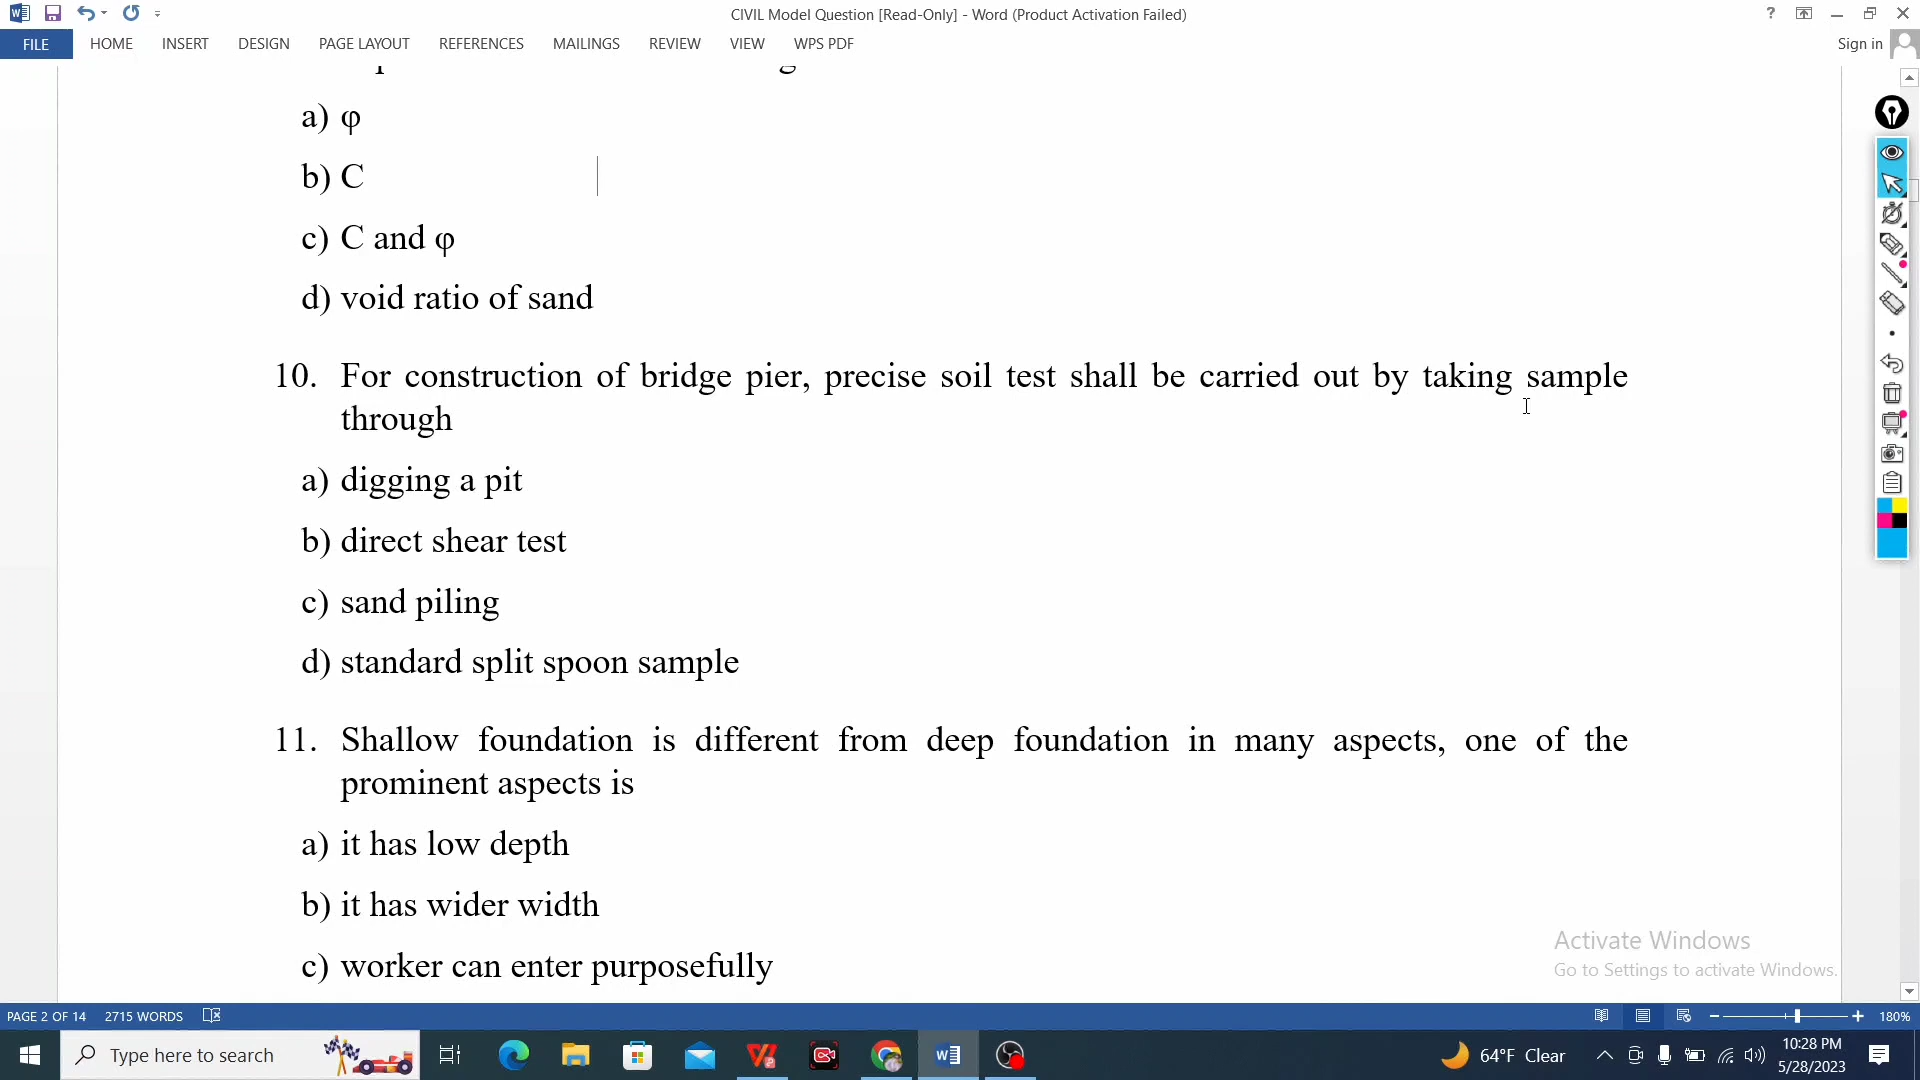 CIVIL Model Question [Read-Only] - Word (Product Activation Failed)
FILE HOME INSERT DESIGN PAGE LAYOUT REFERENCES MAILINGS REVIEW VIEW WPS PDF Sign in
a) φ
b) C
c) C and φ
d) void ratio of sand
10. For construction of bridge pier, precise soil test shall be carried out by taking sample
through
a) digging a pit
b) direct shear test
c) sand piling
d) standard split spoon sample
11. Shallow foundation is different from deep foundation in many aspects, one of the
prominent aspects is
a) it has low depth
b) it has wider width
c) worker can enter purposefully
Activate Windows
Go to Settings to activate Windows.
PAGE 2 OF 14 2715 WORDS 180%
Type here to search 64°F Clear 10:28 PM
5/28/2023